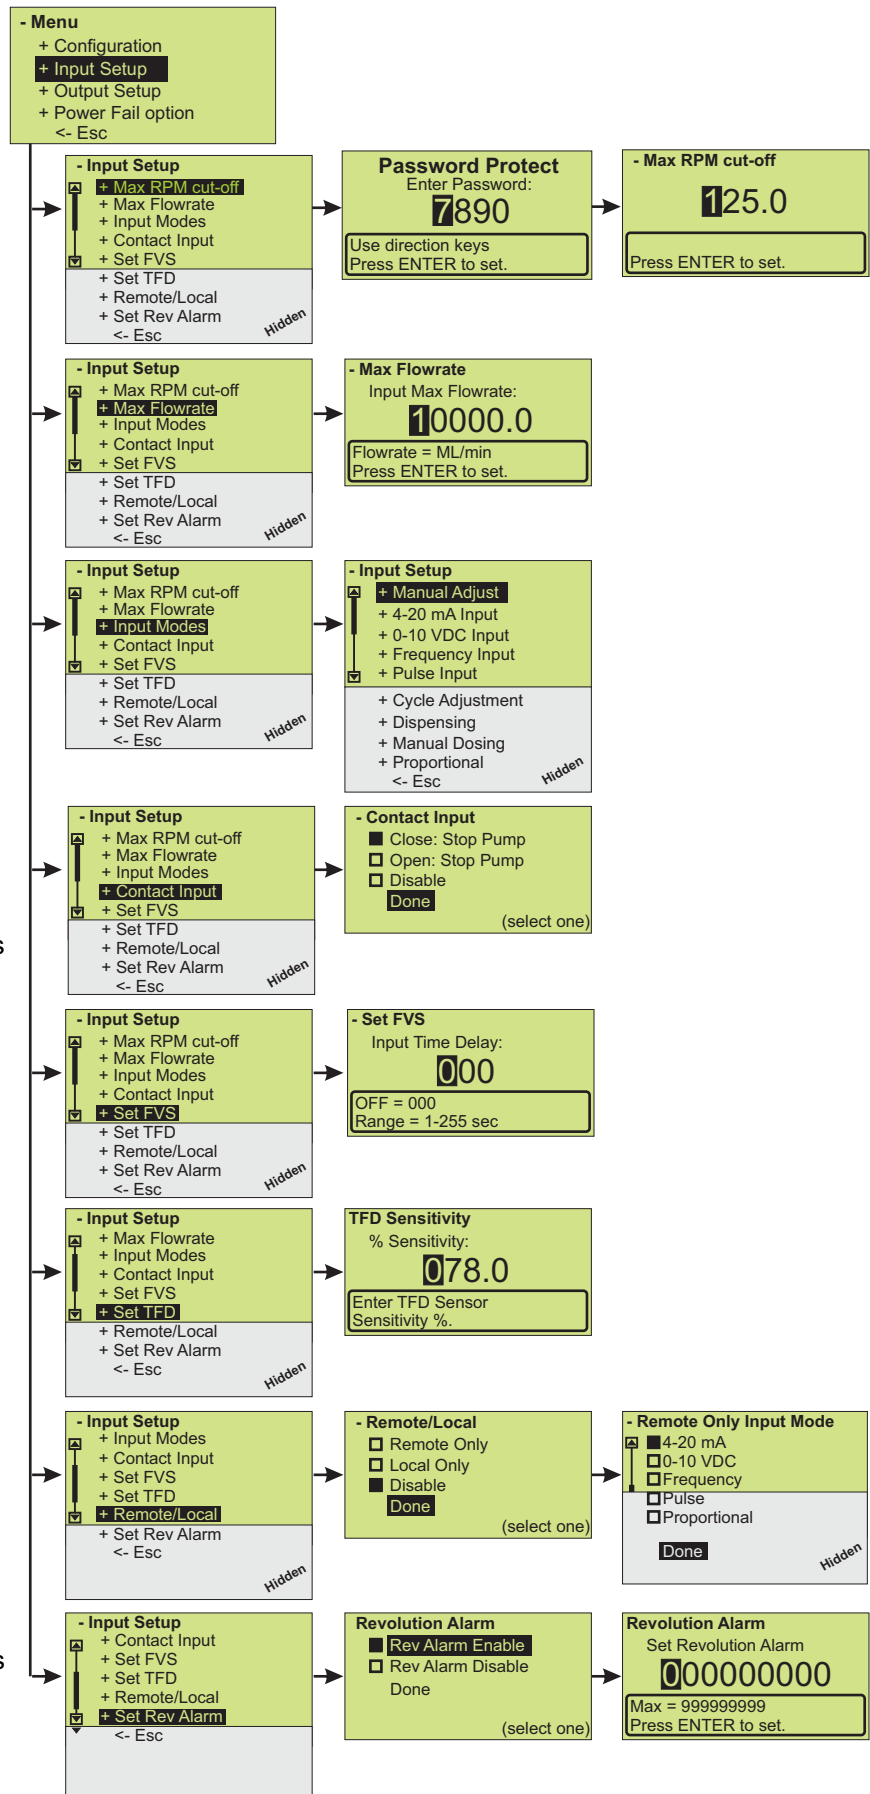 - Menu
+ Configuration
+ Input Setup
+ Output Setup
+ Power Fail option
<- Esc
- Input Setup
+ Max RPM cut-off
+ Max Flowrate
+ Input Modes
+ Contact Input
+ Set FVS
+ Set TFD
+ Remote/Local
+ Set Rev Alarm
<- Esc
Hidden
Password Protect
Enter Password:
7890
Use direction keys
Press ENTER to set.
- Max RPM cut-off
125.0
Press ENTER to set.
- Input Setup
+ Max RPM cut-off
+ Max Flowrate
+ Input Modes
+ Contact Input
+ Set FVS
+ Set TFD
+ Remote/Local
+ Set Rev Alarm
<- Esc
Hidden
- Max Flowrate
Input Max Flowrate:
10000.0
Flowrate = ML/min
Press ENTER to set.
- Input Setup
+ Max RPM cut-off
+ Max Flowrate
+ Input Modes
+ Contact Input
+ Set FVS
+ Set TFD
+ Remote/Local
+ Set Rev Alarm
<- Esc
Hidden
- Input Setup
+ Manual Adjust
+ 4-20 mA Input
+ 0-10 VDC Input
+ Frequency Input
+ Pulse Input
+ Cycle Adjustment
+ Dispensing
+ Manual Dosing
+ Proportional
<- Esc
Hidden
- Input Setup
+ Max RPM cut-off
+ Max Flowrate
+ Input Modes
+ Contact Input
+ Set FVS
+ Set TFD
+ Remote/Local
+ Set Rev Alarm
<- Esc
Hidden
- Contact Input
Close: Stop Pump
Open: Stop Pump
Disable
Done
(select one)
s
- Input Setup
+ Max RPM cut-off
+ Max Flowrate
+ Input Modes
+ Contact Input
+ Set FVS
+ Set TFD
+ Remote/Local
+ Set Rev Alarm
<- Esc
Hidden
- Set FVS
Input Time Delay:
000
OFF = 000
Range = 1-255 sec
- Input Setup
+ Max Flowrate
+ Input Modes
+ Contact Input
+ Set FVS
+ Set TFD
+ Remote/Local
+ Set Rev Alarm
<- Esc
Hidden
TFD Sensitivity
% Sensitivity:
078.0
Enter TFD Sensor
Sensitivity %.
- Input Setup
+ Input Modes
+ Contact Input
+ Set FVS
+ Set TFD
+ Remote/Local
+ Set Rev Alarm
<- Esc
Hidden
- Remote/Local
Remote Only
Local Only
Disable
Done
(select one)
- Remote Only Input Mode
4-20 mA
0-10 VDC
Frequency
Pulse
Proportional
Done
Hidden
- Input Setup
+ Contact Input
+ Set FVS
+ Set TFD
+ Remote/Local
+ Set Rev Alarm
<- Esc
s
Revolution Alarm
Rev Alarm Enable
Rev Alarm Disable
Done
(select one)
Revolution Alarm
Set Revolution Alarm
000000000
Max = 999999999
Press ENTER to set.